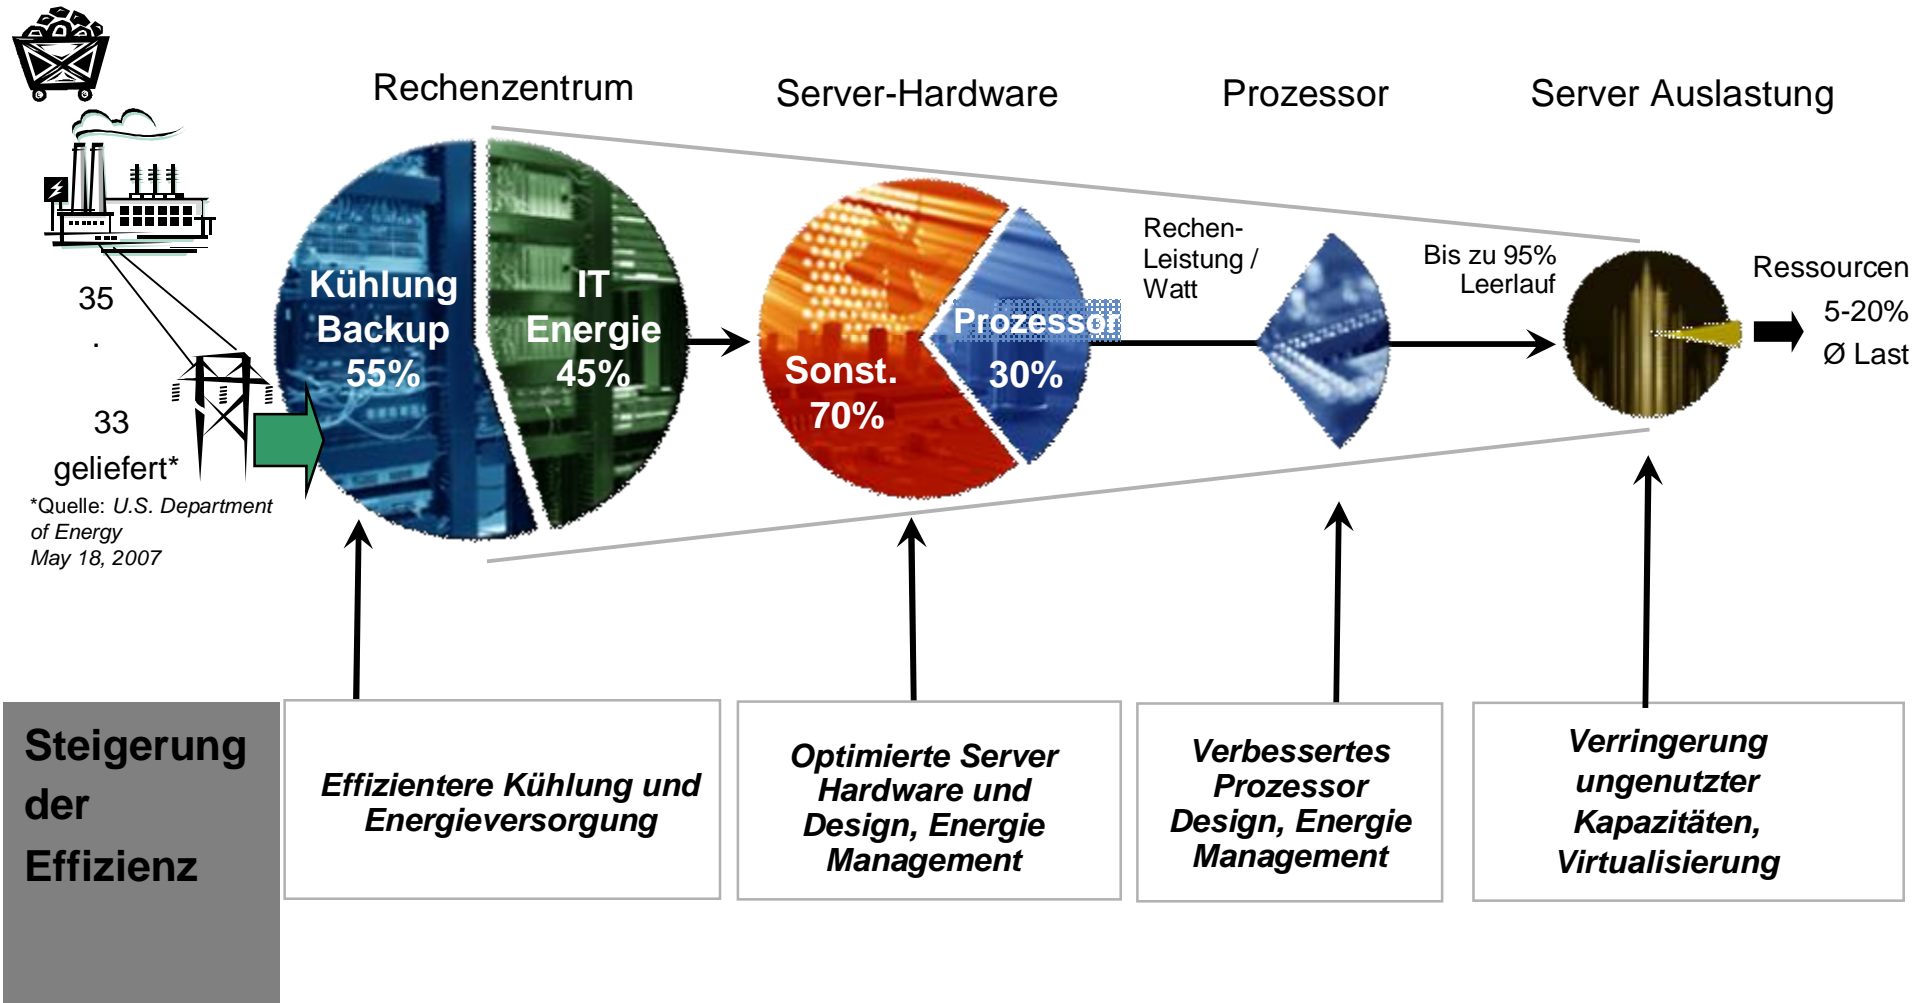 Rechenzentrum
Server-Hardware
Prozessor
Server Auslastung
35
.
33
geliefert*
*Quelle: U.S. Department
of Energy
May 18, 2007
Kühlung
Backup
55%
IT
Energie
45%
Sonst.
70%
Prozessor
30%
Rechen-
Leistung /
Watt
Bis zu 95%
Leerlauf
Ressourcen
5-20%
Ø Last
Steigerung
der
Effizienz
Effizientere Kühlung und
Energieversorgung
Optimierte Server
Hardware und
Design, Energie
Management
Verbessertes
Prozessor
Design, Energie
Management
Verringerung
ungenutzter
Kapazitäten,
Virtualisierung